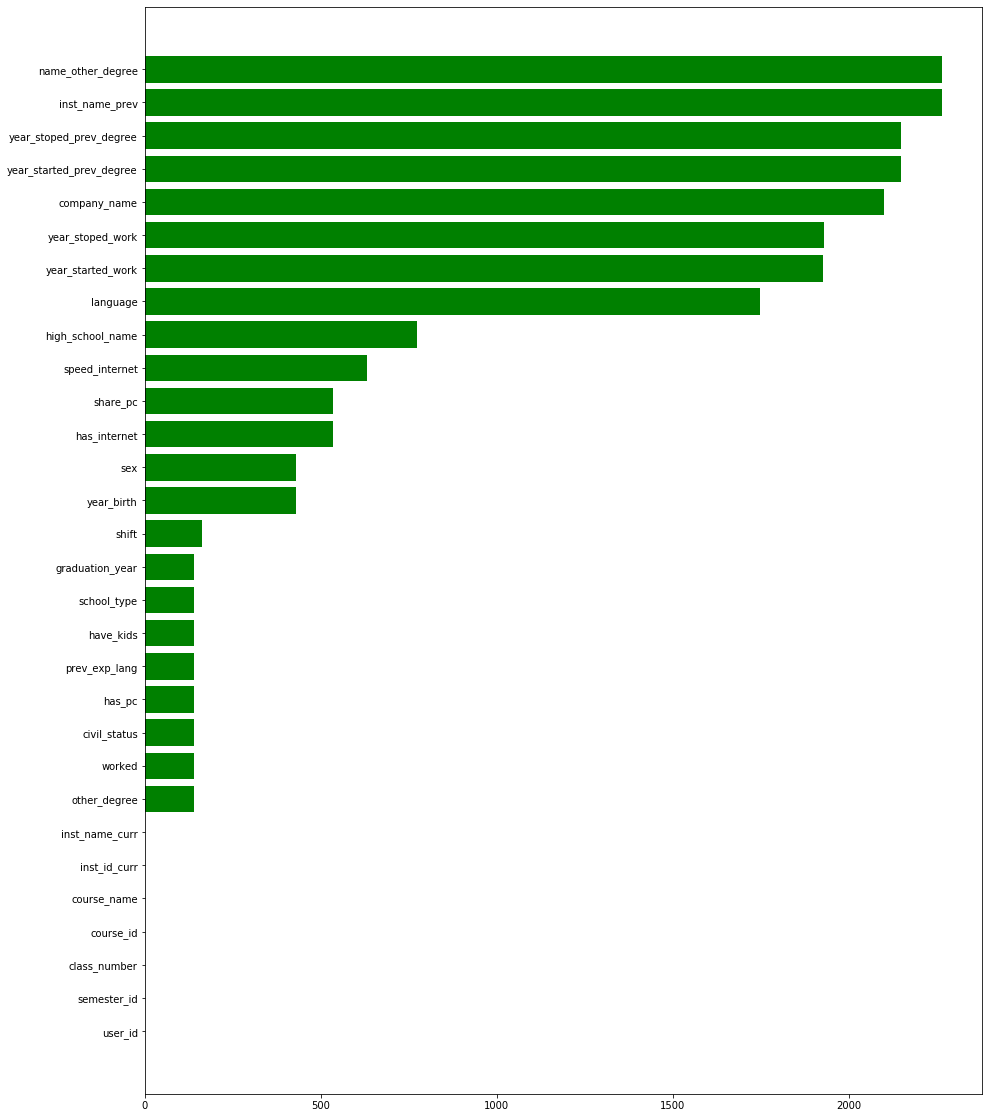 name_other_degree
inst_name_prev
year_stoped_prev_degree
year_started_prev_degree
company_name
year_stoped_work
year_started_work
language
high_school_name
speed_internet
share_pc
has_internet
sex
year_birth
shift
graduation_year
school_type
have_kids
prev_exp_lang
has_pc
civil_status
worked
other_degree
inst_name_curr
inst_id_curr
course_name
course_id
class_number
semester_id
user_id
0 500 1000 1500 2000